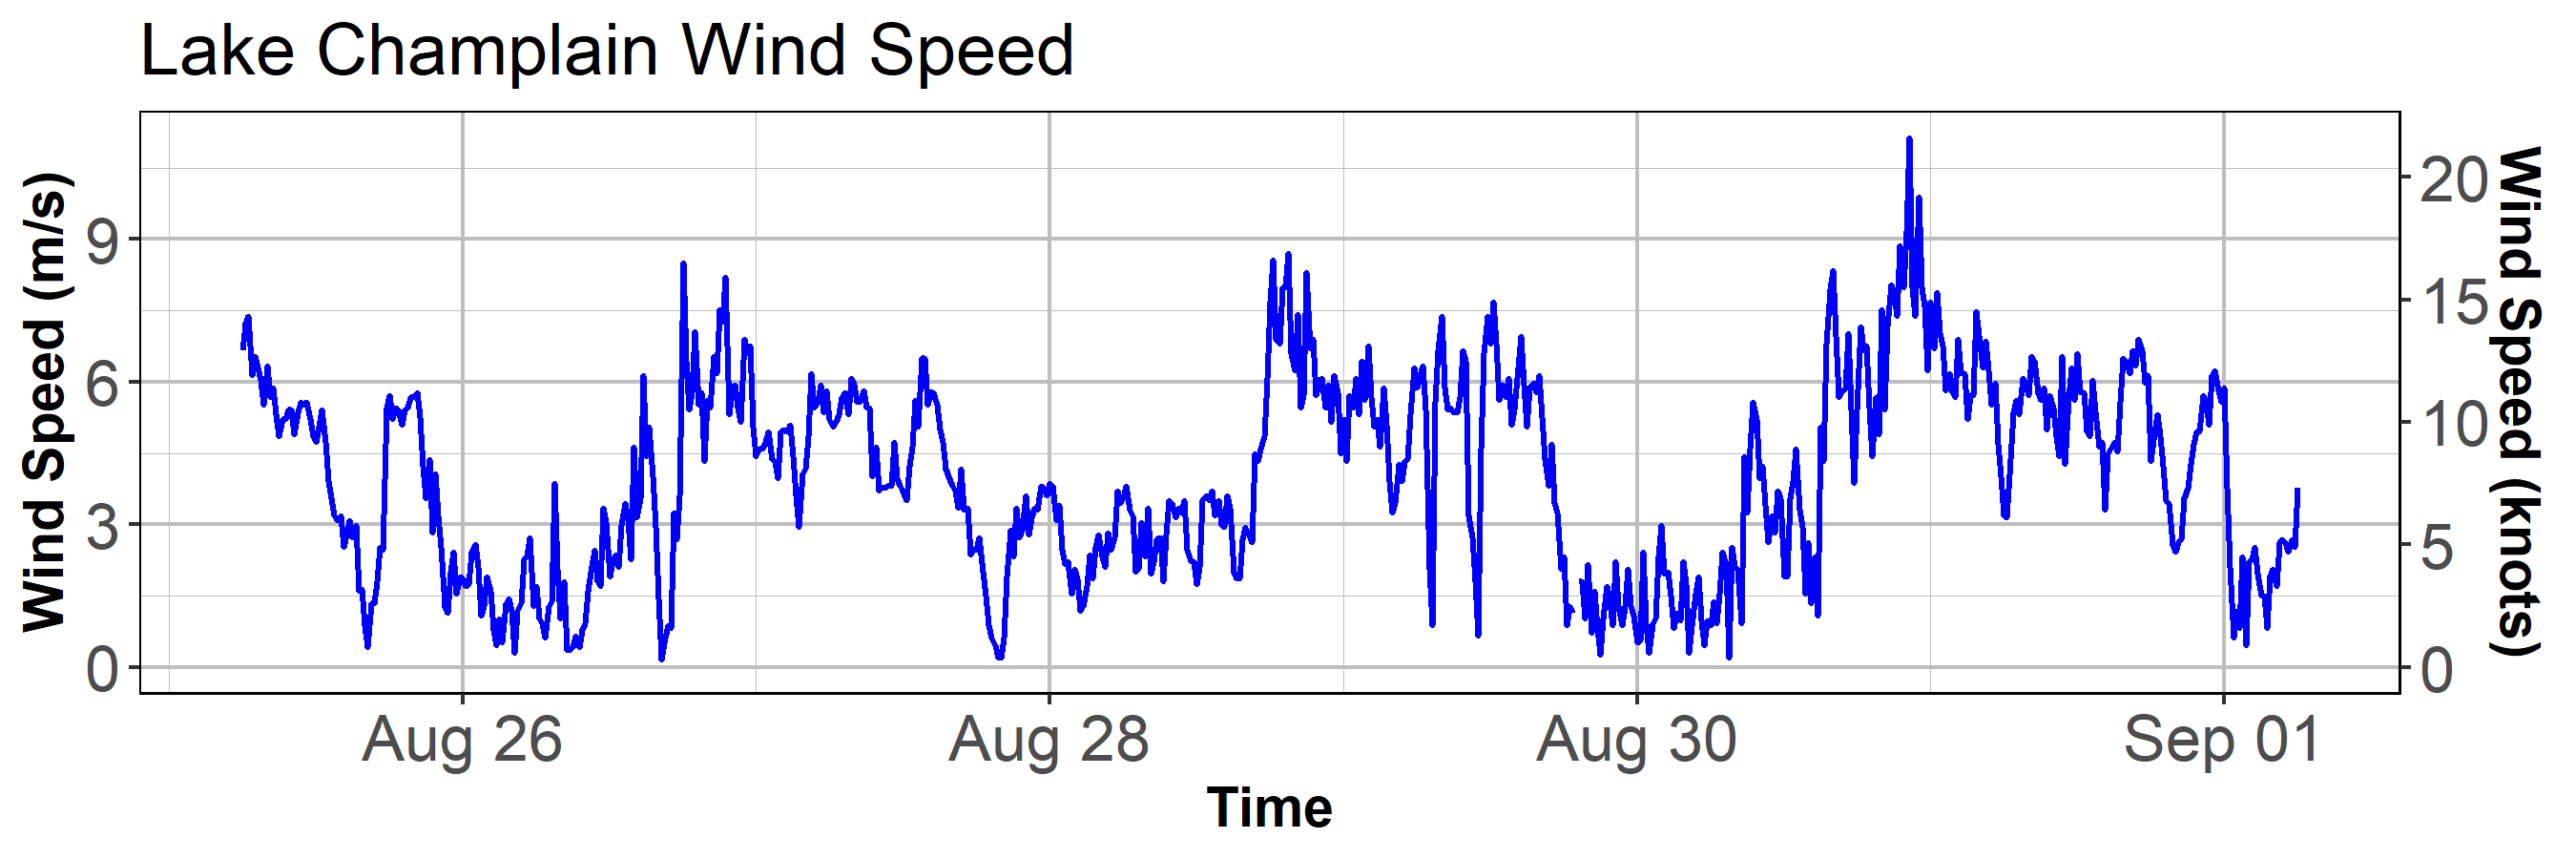 Lake Champlain Wind Speed
Wind Speed (m/s)
9
6
3
0
20
15
10
5
0
Wind Speed (knots)
Aug 26
Aug 28
Aug 30
Sep 01
Time